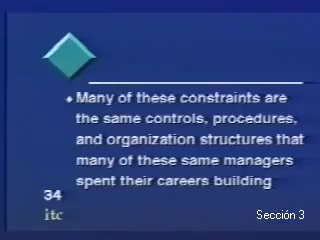 Many of these constraints are
the same controls, procedures,
and organization structures that
many of these same managers
spent their careers building
34
itc
Sección 3